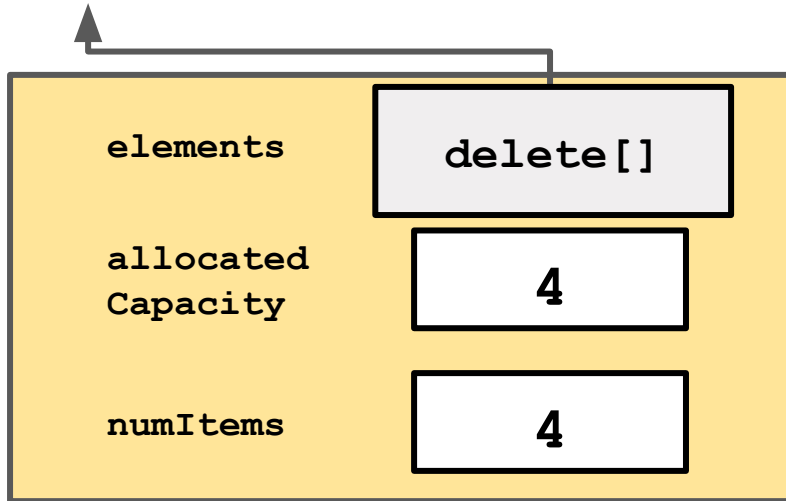 elements
delete[]
allocated
Capacity
4
numItems
4